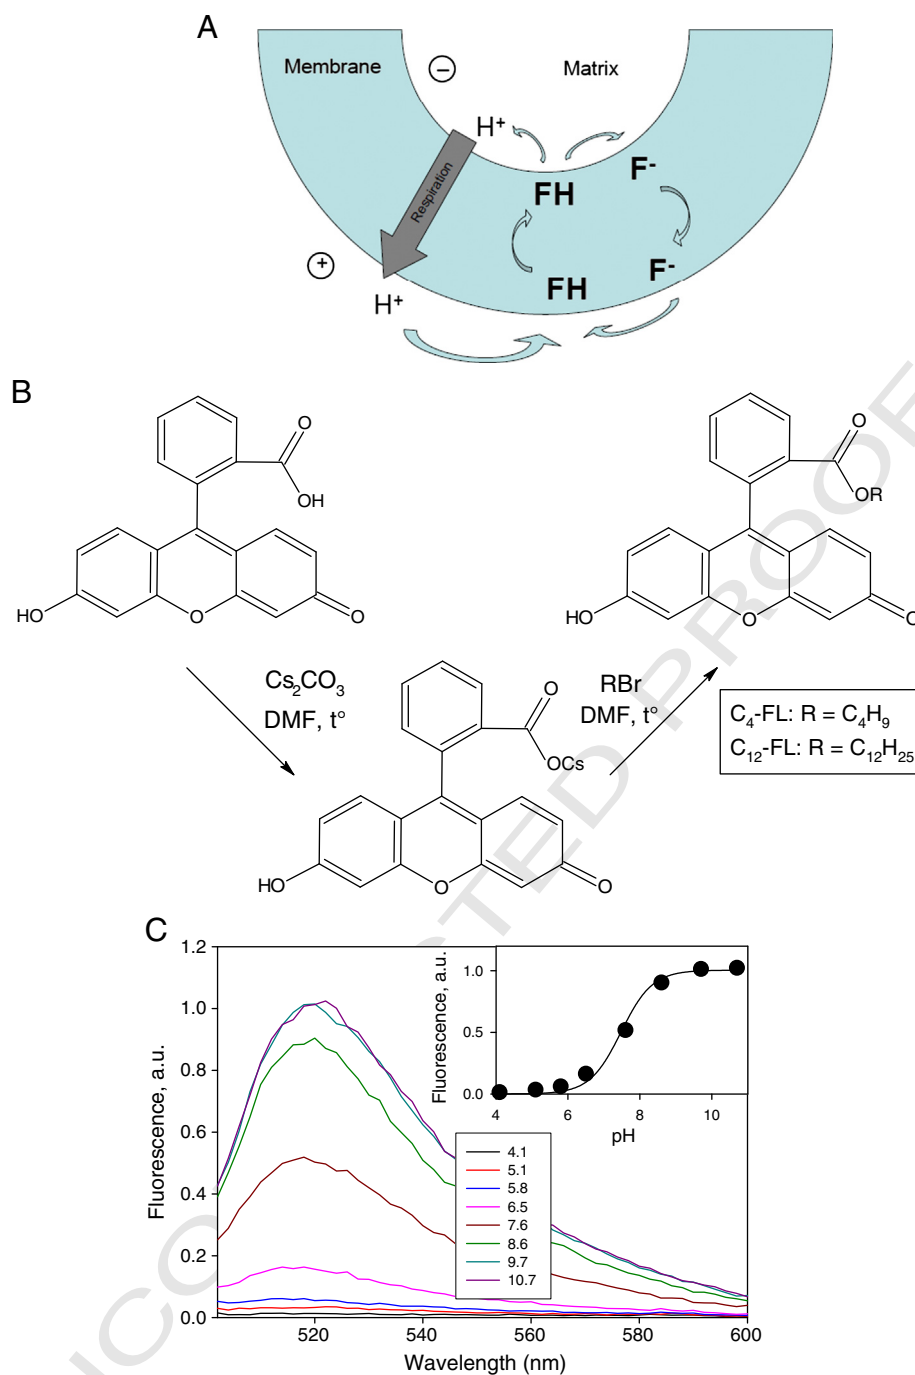 A
Membrane
−
Matrix
H⁺
Respiration
FH
F⁻
+
H⁺
FH
F⁻
B
O
OH
HO
O
O
Cs₂CO₃
DMF, t°
O
OCs
HO
O
O
RBr
DMF, t°
O
OR
HO
O
O
C₄-FL: R = C₄H₉
C₁₂-FL: R = C₁₂H₂₅
C
Fluorescence, a.u.
1.2
1.0
0.8
0.6
0.4
0.2
0.0
520
540
560
580
600
Wavelength (nm)
Fluorescence, a.u.
1.0
0.5
0.0
4
6
8
10
pH
4.1
5.1
5.8
6.5
7.6
8.6
9.7
10.7